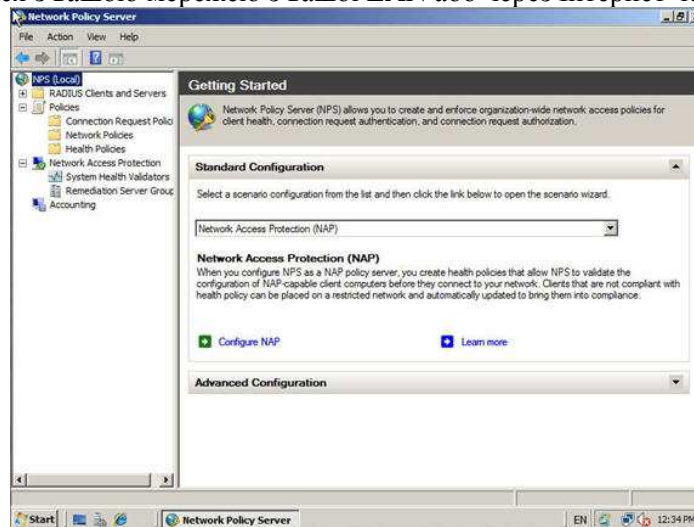 Network Policy Server
File Action View Help
NPS (Local)
RADIUS Clients and Servers
Policies
Connection Request Polici
Network Policies
Health Policies
Network Access Protection
System Health Validators
Remediation Server Group
Accounting
Getting Started
Network Policy Server (NPS) allows you to create and enforce organization-wide network access policies for
client health, connection request authentication, and connection request authorization.
Standard Configuration
Select a scenario configuration from the list and then click the link below to open the scenario wizard.
Network Access Protection (NAP)
Network Access Protection (NAP)
When you configure NPS as a NAP policy server, you create health policies that allow NPS to validate the
configuration of NAP-capable client computers before they connect to your network. Clients that are not compliant with
health policy can be placed on a restricted network and automatically updated to bring them into compliance.
Configure NAP
Learn more
Advanced Configuration
Start
Network Policy Server
EN
12:34 PM